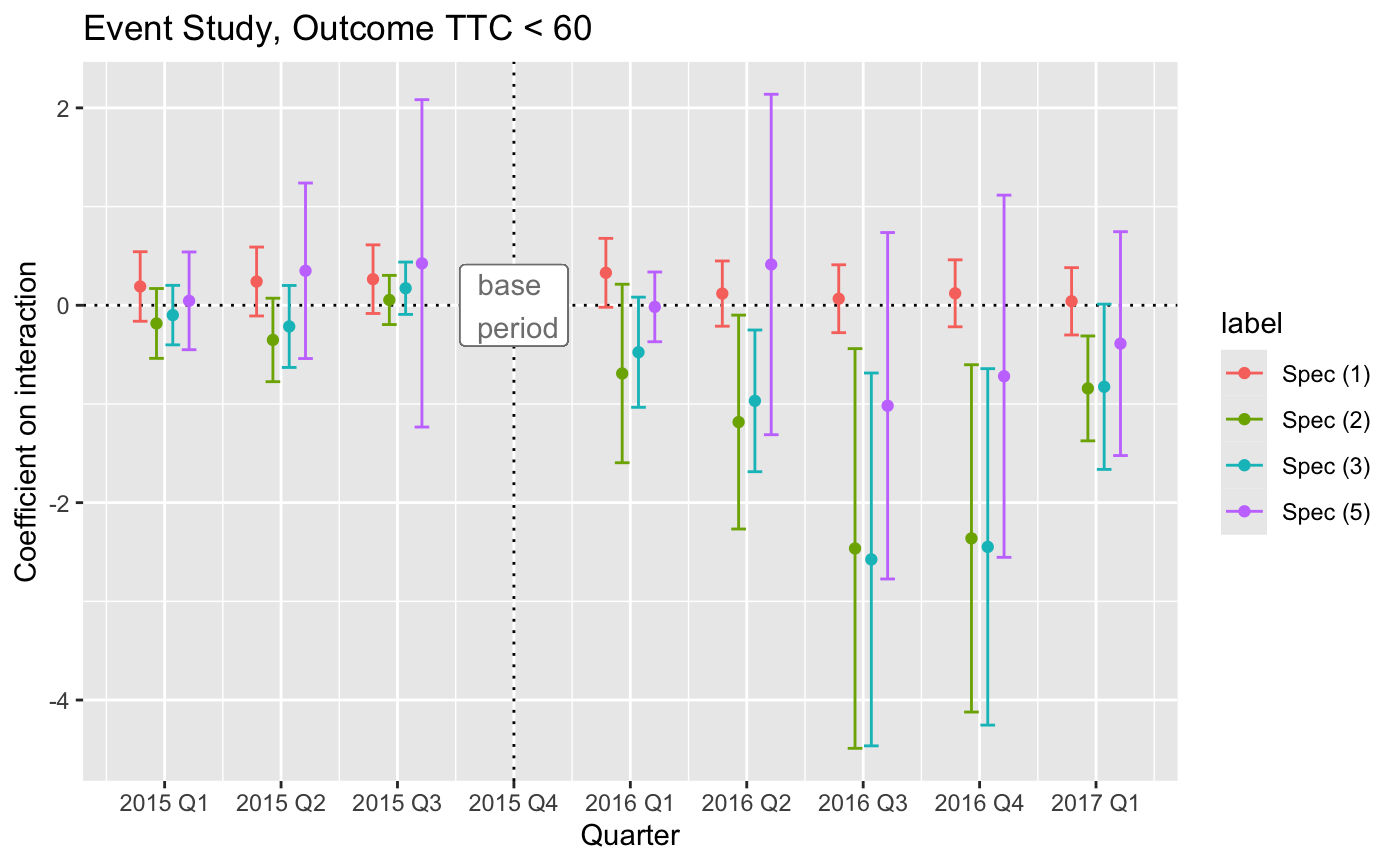 Event Study, Outcome TTC < 60
Coefficient on interaction
2
0
-2
-4
base
period
2015 Q1
2015 Q2
2015 Q3
2015 Q4
2016 Q1
2016 Q2
2016 Q3
2016 Q4
2017 Q1
Quarter
label
Spec (1)
Spec (2)
Spec (3)
Spec (5)